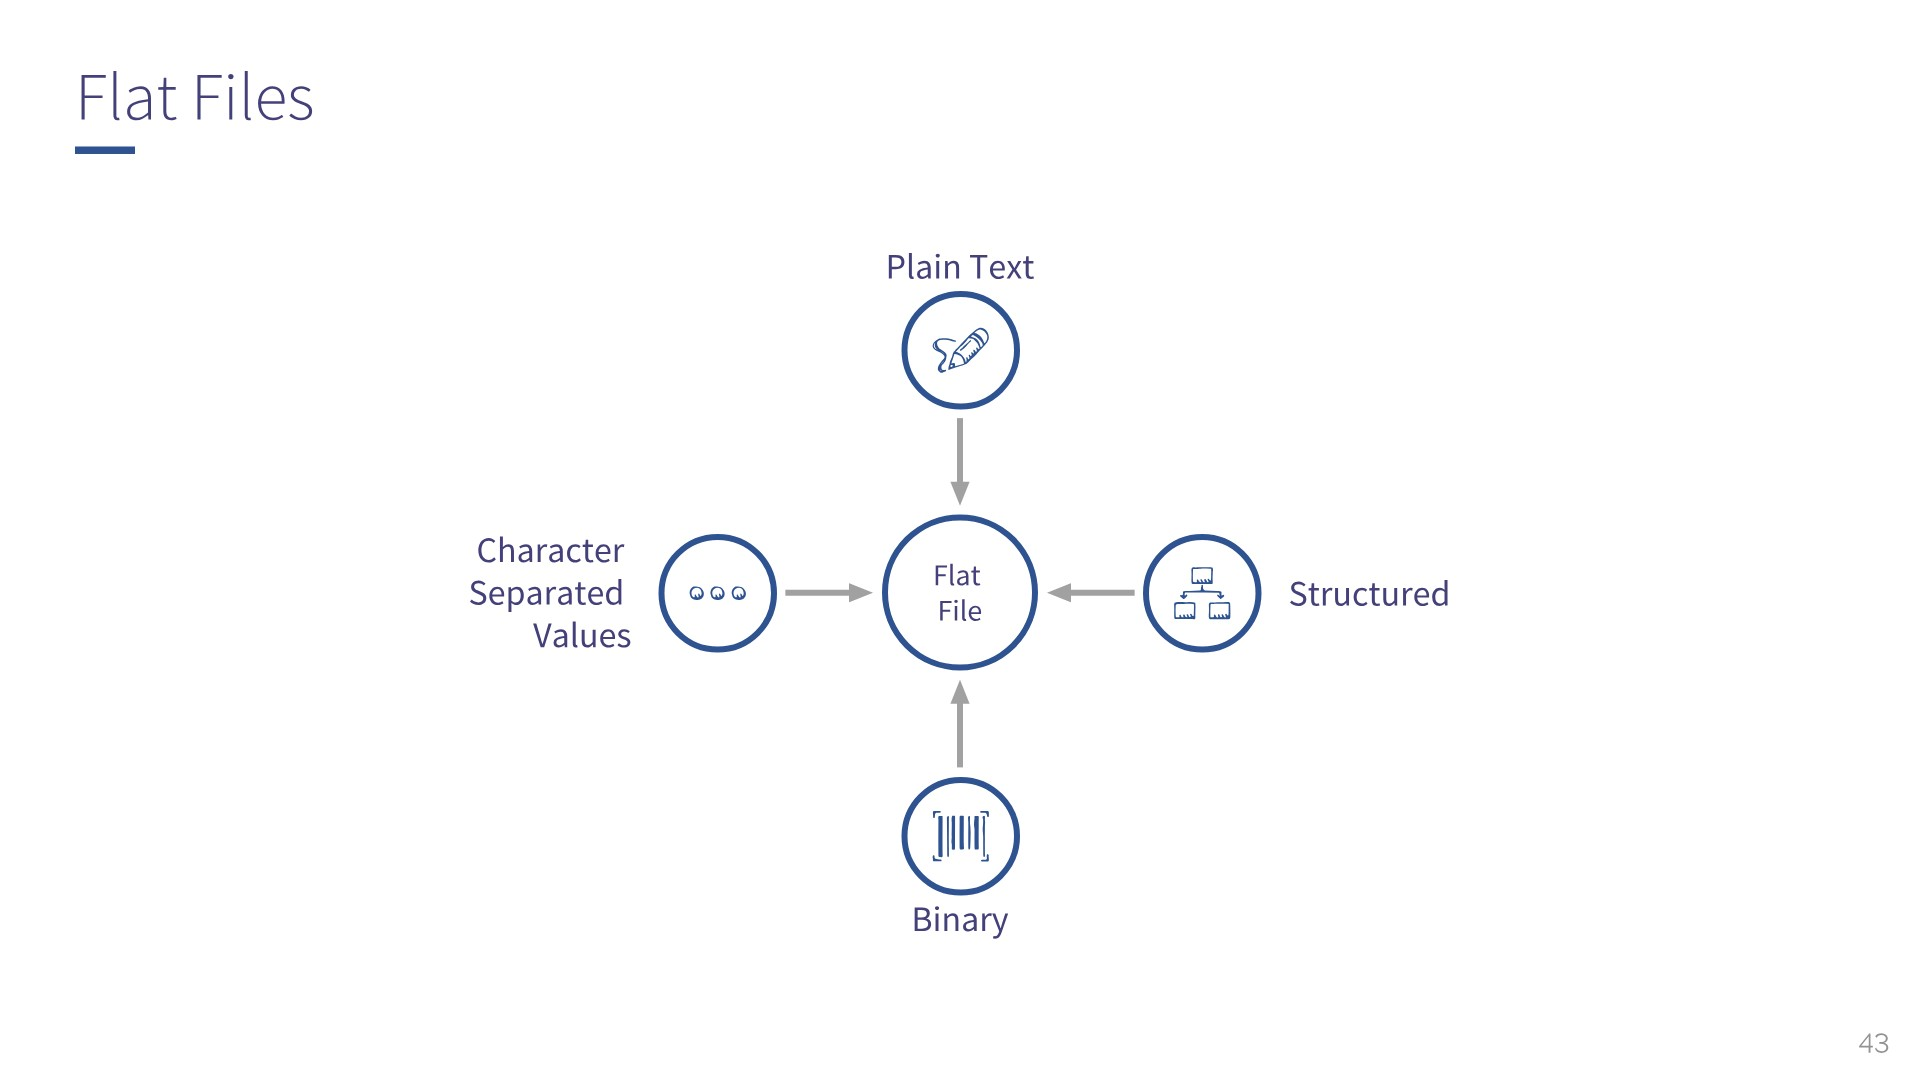 Flat Files
Plain Text
Character
Separated
Values
Flat
File
Structured
Binary
43